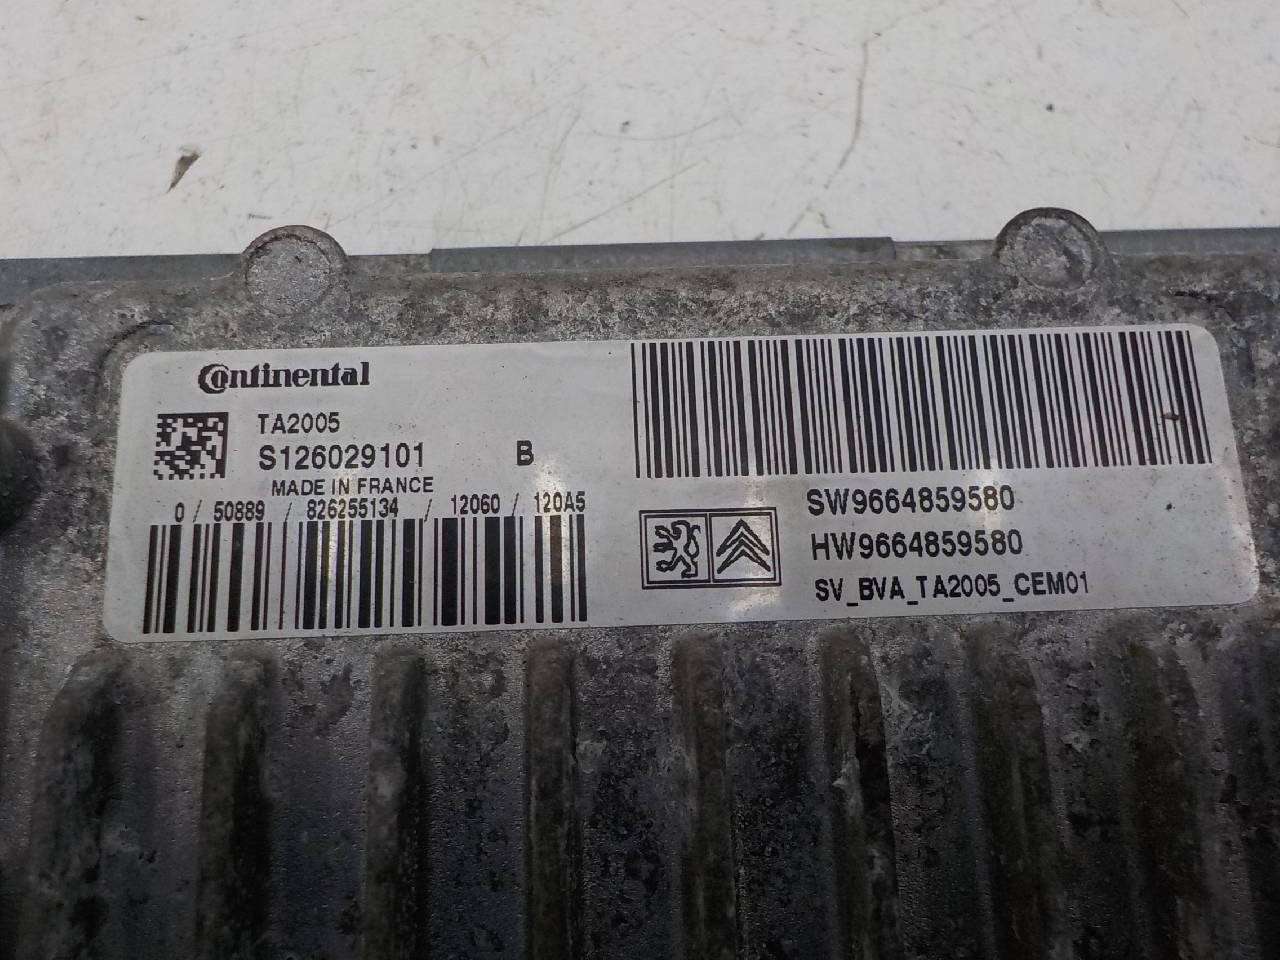 Continental
TA2005
S126029101 B
MADE IN FRANCE
0 / 50889 / 826255134 / 12060 / 120A5
SW9664859580
HW9664859580
SV_BVA_TA2005_CEM01